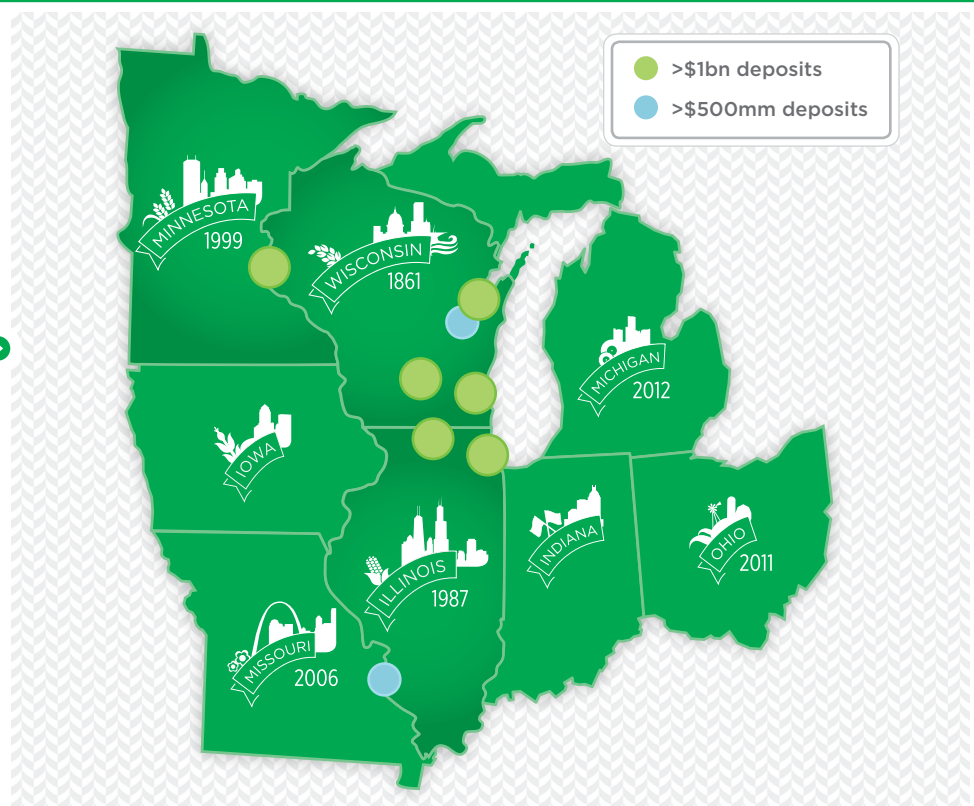 >$1bn deposits
>$500mm deposits
MINNESOTA
1999
WISCONSIN
1861
MICHIGAN
2012
IOWA
INDIANA
OHIO
2011
ILLINOIS
1987
MISSOURI
2006